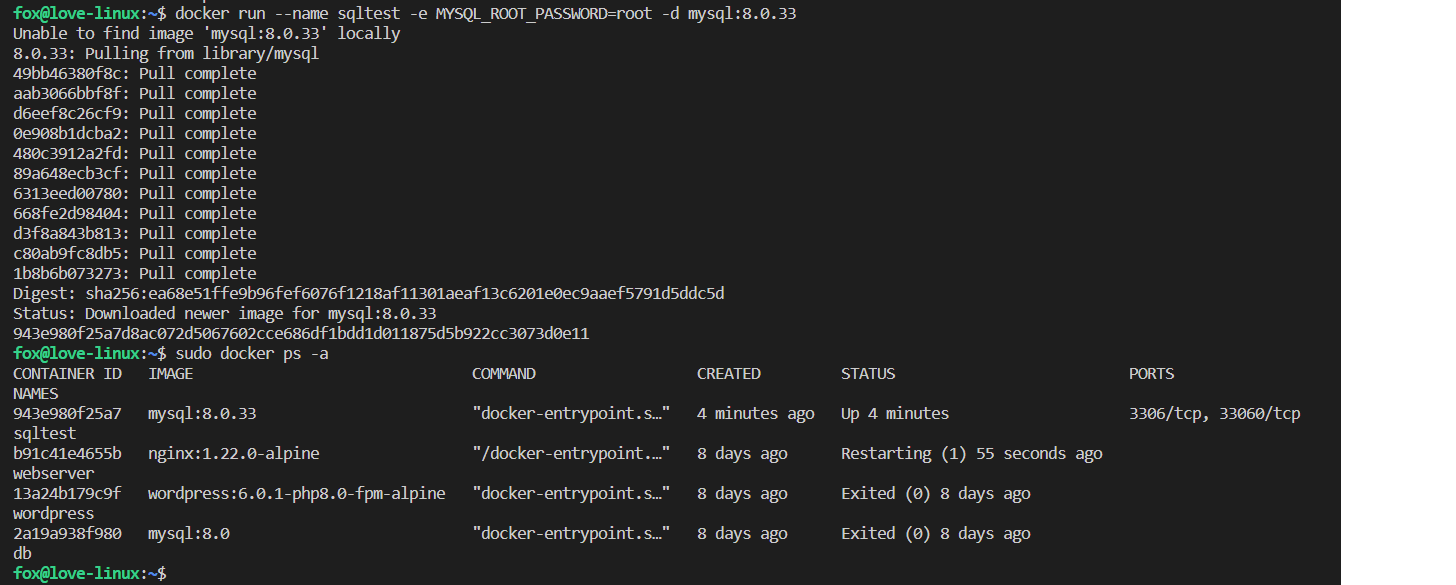 fox@love-linux:~$ docker run --name sqltest -e MYSQL_ROOT_PASSWORD=root -d mysql:8.0.33
Unable to find image 'mysql:8.0.33' locally
8.0.33: Pulling from library/mysql
49bb46380f8c: Pull complete
aab3066bbf8f: Pull complete
d6eef8c26cf9: Pull complete
0e908b1dcba2: Pull complete
480c3912a2fd: Pull complete
89a648ecb3cf: Pull complete
6313eed00780: Pull complete
668fe2d98404: Pull complete
d3f8a843b813: Pull complete
c80ab9fc8db5: Pull complete
1b8b6b073273: Pull complete
Digest: sha256:ea68e51ffe9b96fef6076f1218af11301aeaf13c6201e0ec9aaef5791d5ddc5d
Status: Downloaded newer image for mysql:8.0.33
943e980f25a7d8ac072d5067602cce686df1bdd1d011875d5b922cc3073d0e11
fox@love-linux:~$ sudo docker ps -a
CONTAINER ID   IMAGE                               COMMAND                  CREATED         STATUS                          PORTS
NAMES
943e980f25a7   mysql:8.0.33                        "docker-entrypoint.s…"   4 minutes ago   Up 4 minutes                    3306/tcp, 33060/tcp
sqltest
b91c41e4655b   nginx:1.22.0-alpine                 "/docker-entrypoint.…"   8 days ago      Restarting (1) 55 seconds ago
webserver
13a24b179c9f   wordpress:6.0.1-php8.0-fpm-alpine   "docker-entrypoint.s…"   8 days ago      Exited (0) 8 days ago
wordpress
2a19a938f980   mysql:8.0                           "docker-entrypoint.s…"   8 days ago      Exited (0) 8 days ago
db
fox@love-linux:~$